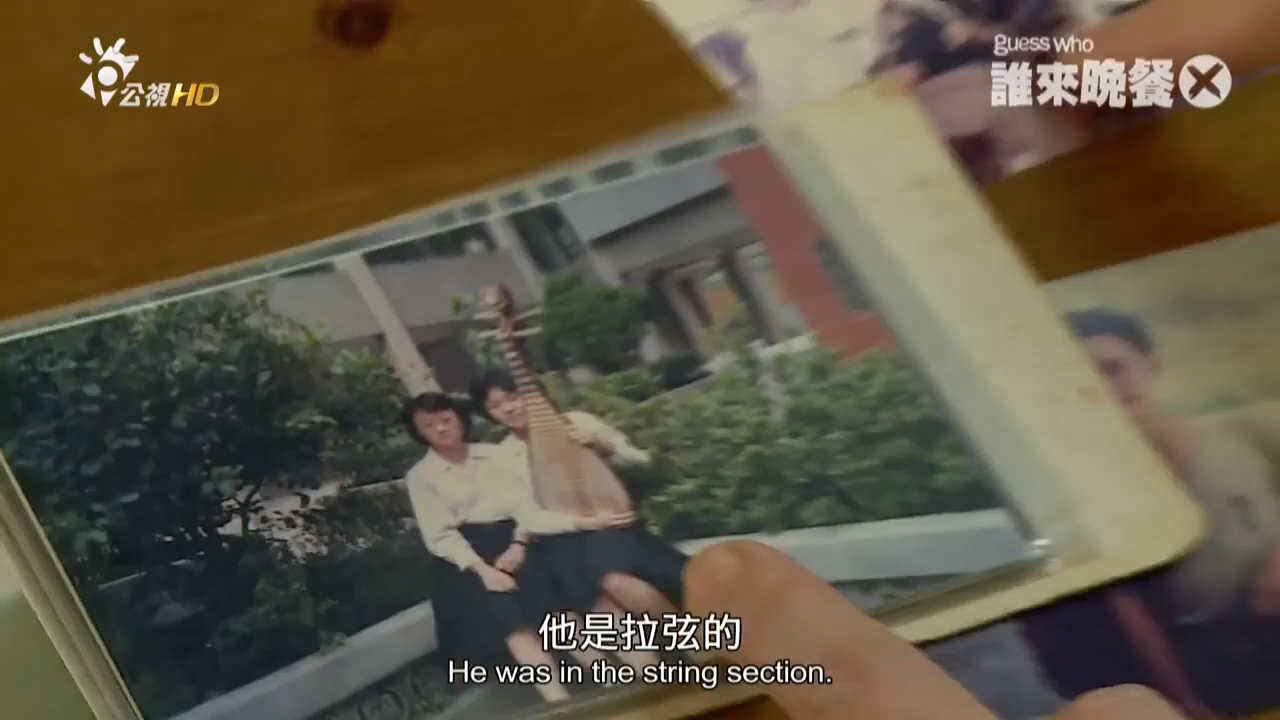 公視HD
guess who
誰來晚餐X
他是拉弦的
He was in the string section.